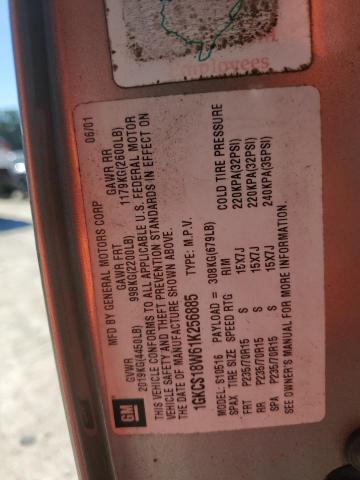 employees
GM
MFD BY GENERAL MOTORS CORP 06/01
GVWR GAWR FRT GAWR RR
2019KG(4450LB) 998KG(2200LB) 1179KG(2600LB)
THIS VEHICLE CONFORMS TO ALL APPLICABLE U.S. FEDERAL MOTOR
VEHICLE SAFETY AND THEFT PREVENTION STANDARDS IN EFFECT ON
THE DATE OF MANUFACTURE SHOWN ABOVE.
1GKCS18W61K256885 TYPE: M.P.V.
MODEL: S10516 PAYLOAD = 308KG(679LB)
SPAX TIRE SIZE SPEED RTG RIM COLD TIRE PRESSURE
FRT P235/70R15 S 15X7J 220KPA(32PSI)
RR P235/70R15 S 15X7J 220KPA(32PSI)
SPA P235/70R15 S 15X7J 240KPA(35PSI)
SEE OWNER'S MANUAL FOR MORE INFORMATION.